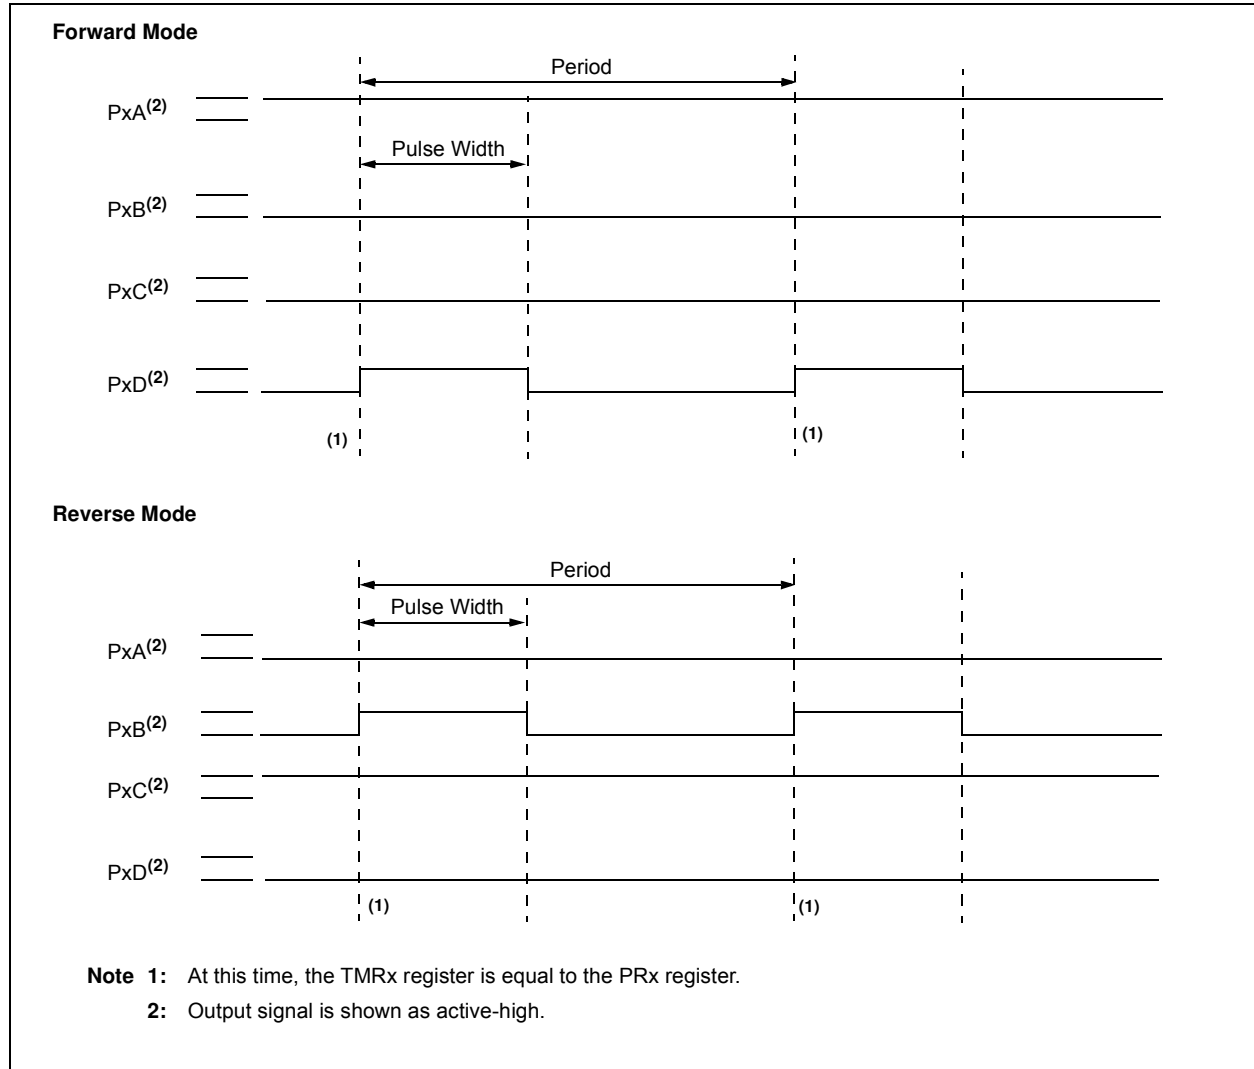 Forward Mode
Period
PxA(2)
Pulse Width
PxB(2)
PxC(2)
PxD(2)
(1) (1)
Reverse Mode
Period
Pulse Width
PxA(2)
PxB(2)
PxC(2)
PxD(2)
(1) (1)
Note 1: At this time, the TMRx register is equal to the PRx register.
2: Output signal is shown as active-high.